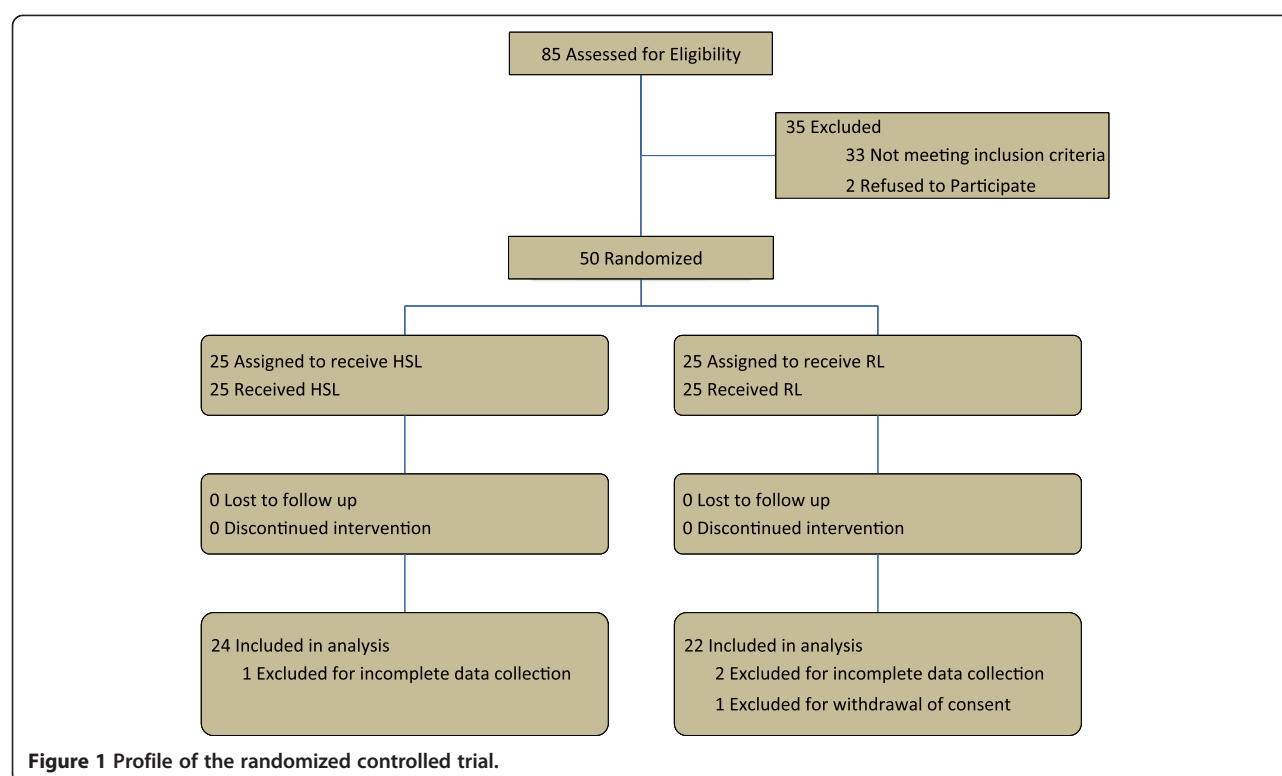 85 Assessed for Eligibility
35 Excluded
33 Not meeting inclusion criteria
2 Refused to Participate
50 Randomized
25 Assigned to receive HSL
25 Received HSL
25 Assigned to receive RL
25 Received RL
0 Lost to follow up
0 Discontinued intervention
0 Lost to follow up
0 Discontinued intervention
24 Included in analysis
1 Excluded for incomplete data collection
22 Included in analysis
2 Excluded for incomplete data collection
1 Excluded for withdrawal of consent
Figure 1 Profile of the randomized controlled trial.